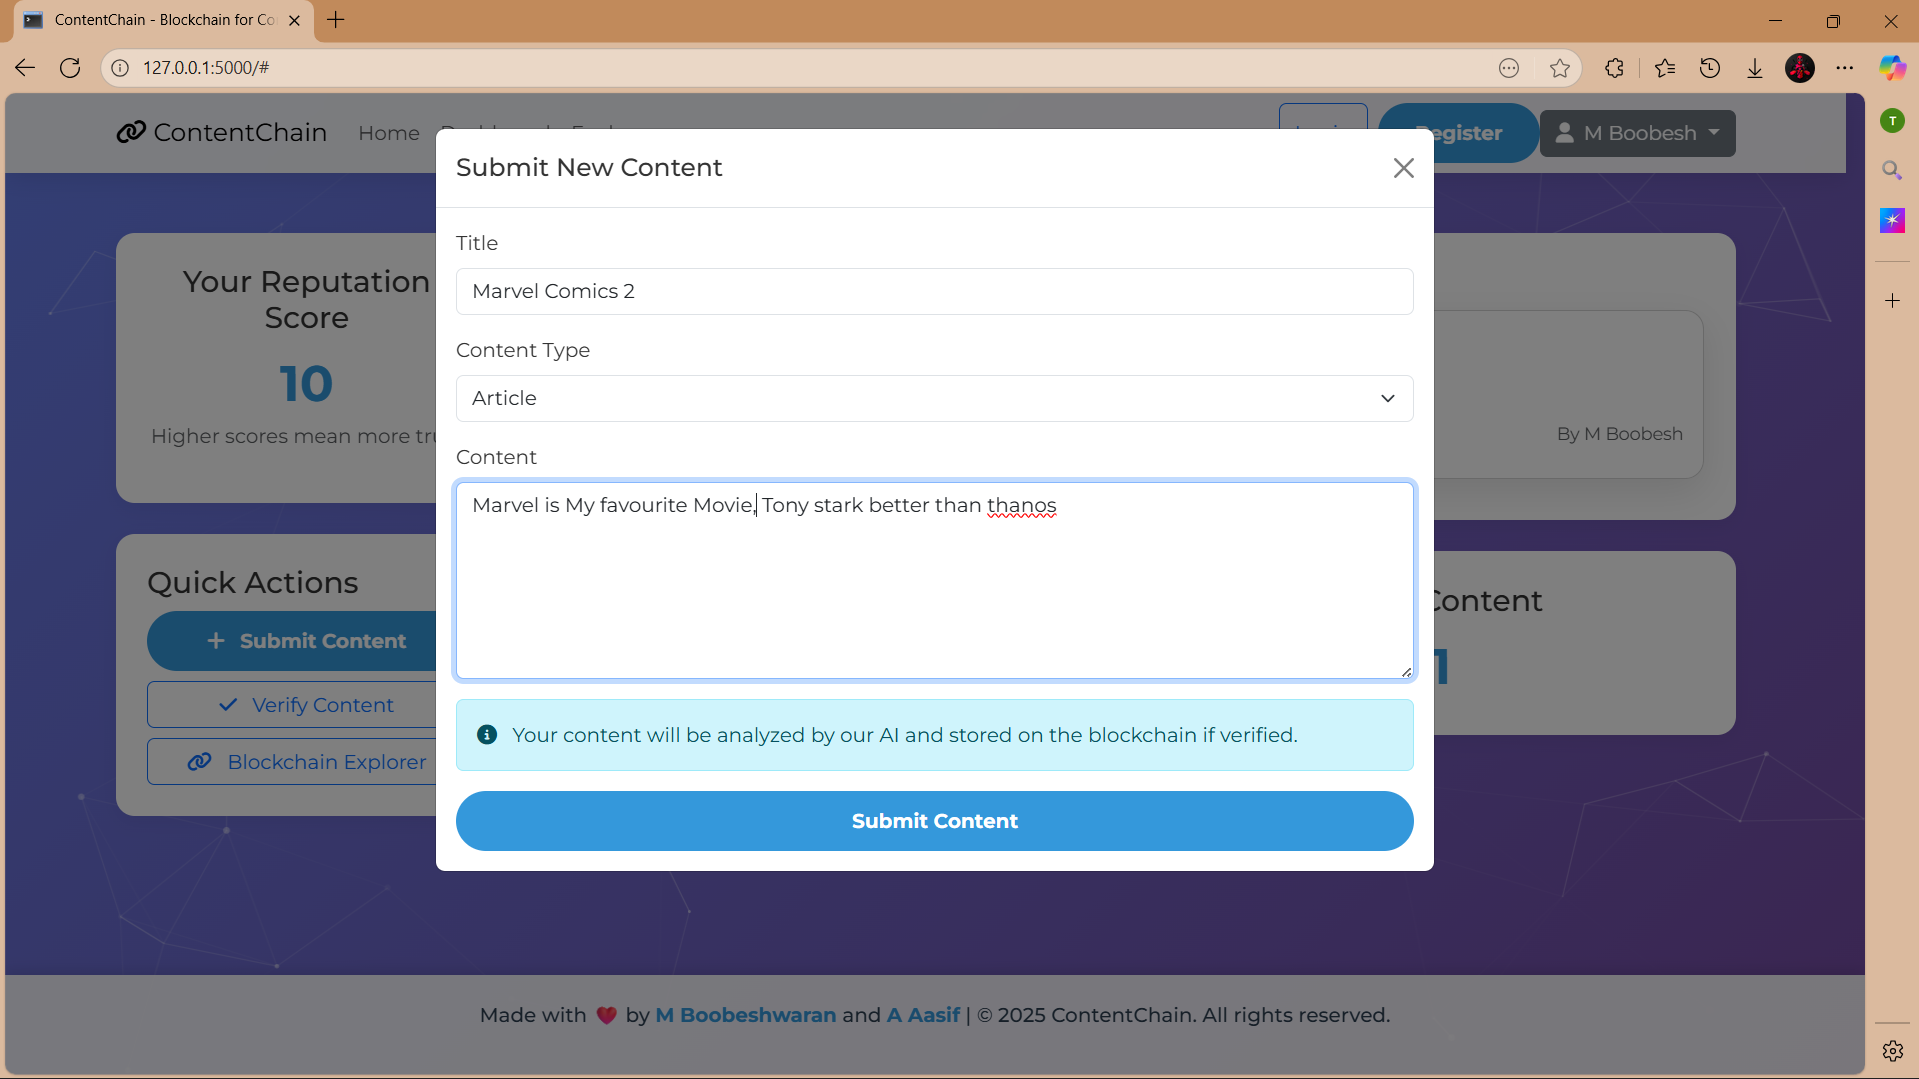 ContentChain - Blockchain for Co
127.0.0.1:5000/#
ContentChain
Home
Register
M Boobesh
T
Submit New Content
Title
Marvel Comics 2
Content Type
Article
Content
Marvel is My favourite Movie, Tony stark better than thanos
Your content will be analyzed by our AI and stored on the blockchain if verified.
Submit Content
Your Reputation
Score
10
Higher scores mean more tru
By M Boobesh
Quick Actions
Submit Content
Verify Content
Blockchain Explorer
Content
1
Made with ❤️ by M Boobeshwaran and A Aasif | © 2025 ContentChain. All rights reserved.